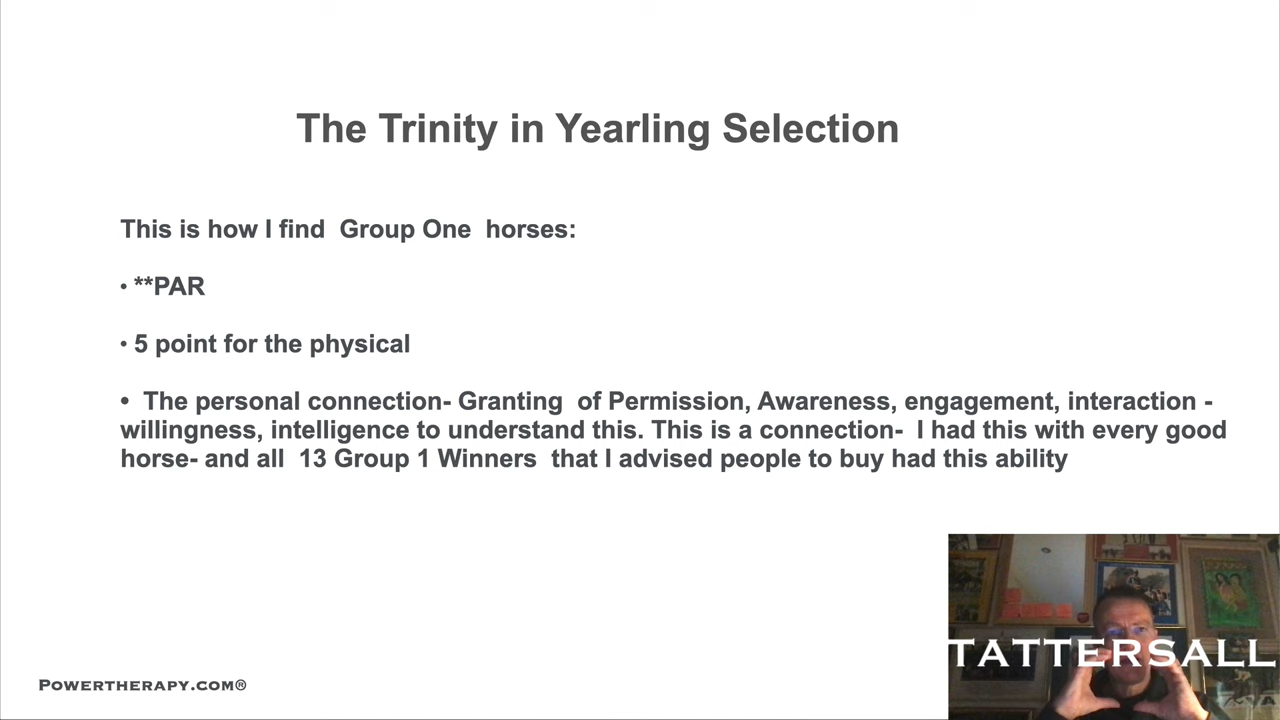 The Trinity in Yearling Selection
This is how I find  Group One  horses:
• **PAR
• 5 point for the physical
•  The personal connection- Granting  of Permission, Awareness, engagement, interaction -
willingness, intelligence to understand this. This is a connection-  I had this with every good
horse- and all  13 Group 1 Winners  that I advised people to buy had this ability
TATTERSALL
POWERTHERAPY.COM®